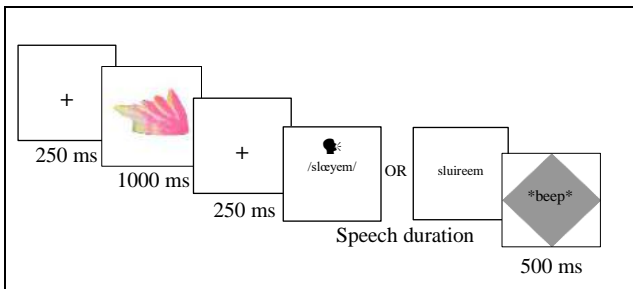 +
250 ms
1000 ms
+
250 ms
/slœyem/
OR
sluireem
Speech duration
*beep*
500 ms